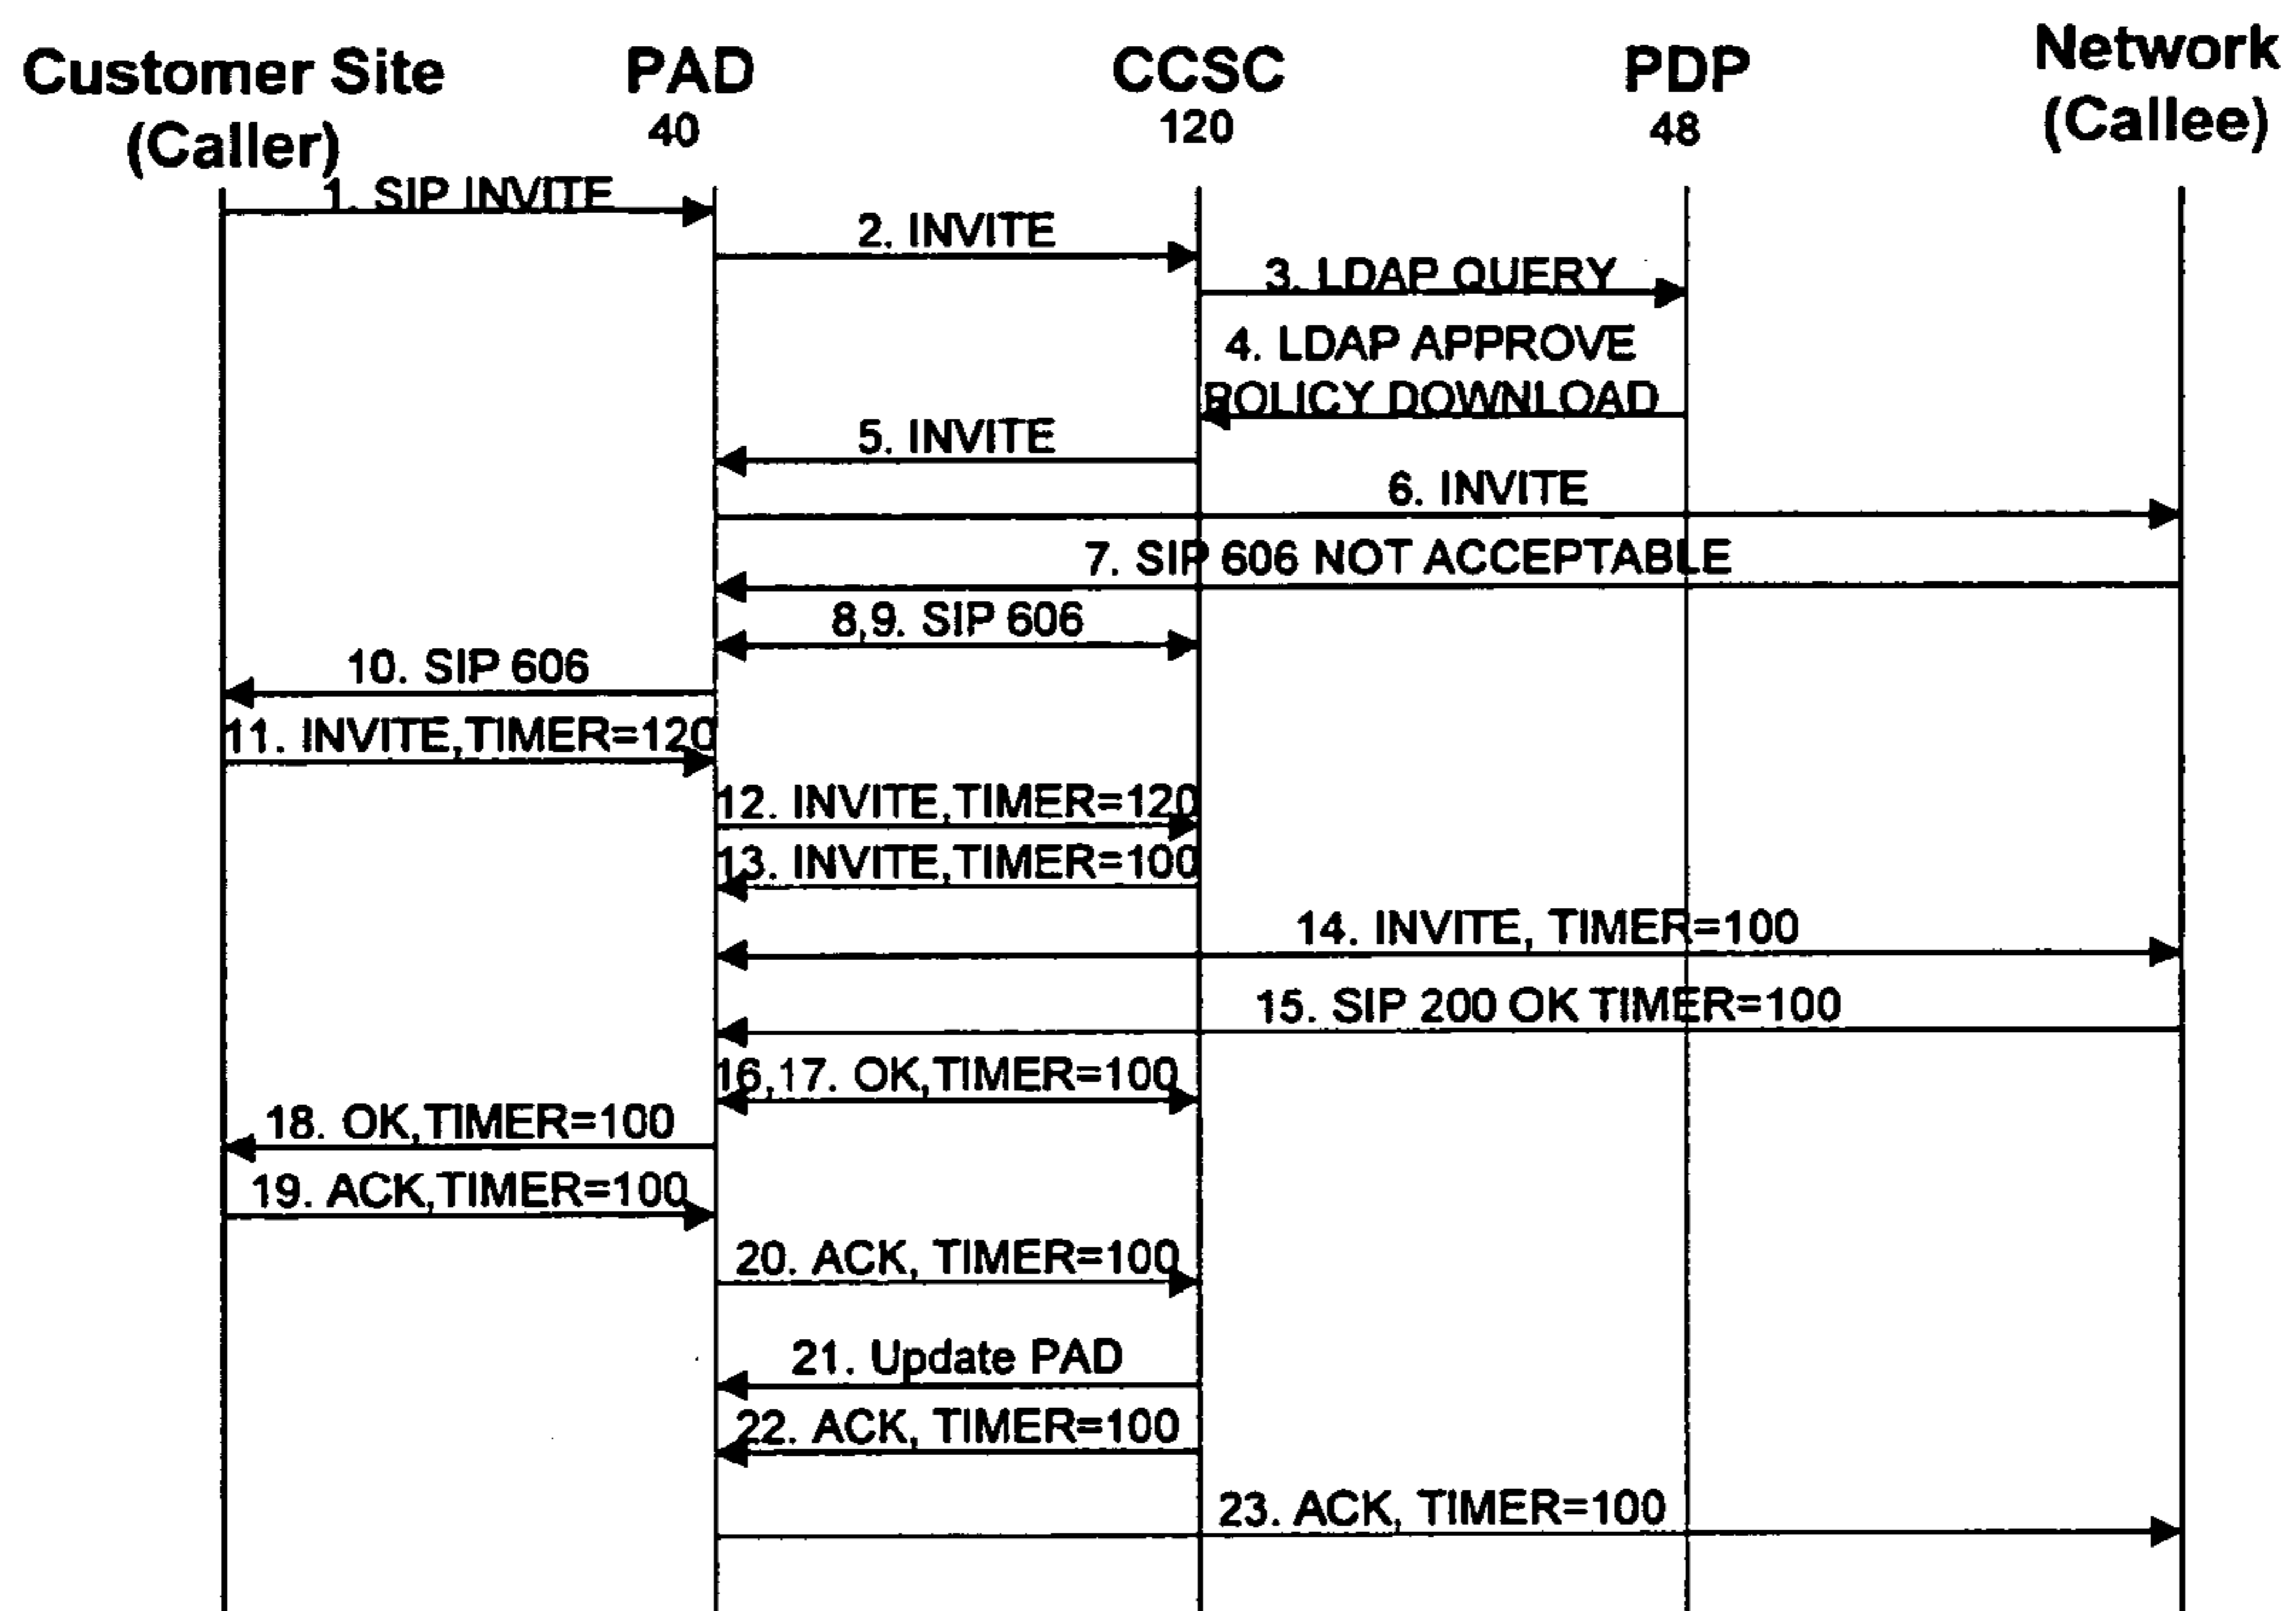 Customer Site
(Caller)
PAD
40
CCSC
120
PDP
48
Network
(Callee)
1. SIP INVITE
2. INVITE
3. LDAP QUERY
4. LDAP APPROVE
POLICY DOWNLOAD
5. INVITE
6. INVITE
7. SIP 606 NOT ACCEPTABLE
8,9. SIP 606
10. SIP 606
11. INVITE,TIMER=120
12. INVITE,TIMER=120
13. INVITE,TIMER=100
14. INVITE, TIMER=100
15. SIP 200 OK TIMER=100
16,17. OK,TIMER=100
18. OK,TIMER=100
19. ACK,TIMER=100
20. ACK, TIMER=100
21. Update PAD
22. ACK, TIMER=100
23. ACK, TIMER=100